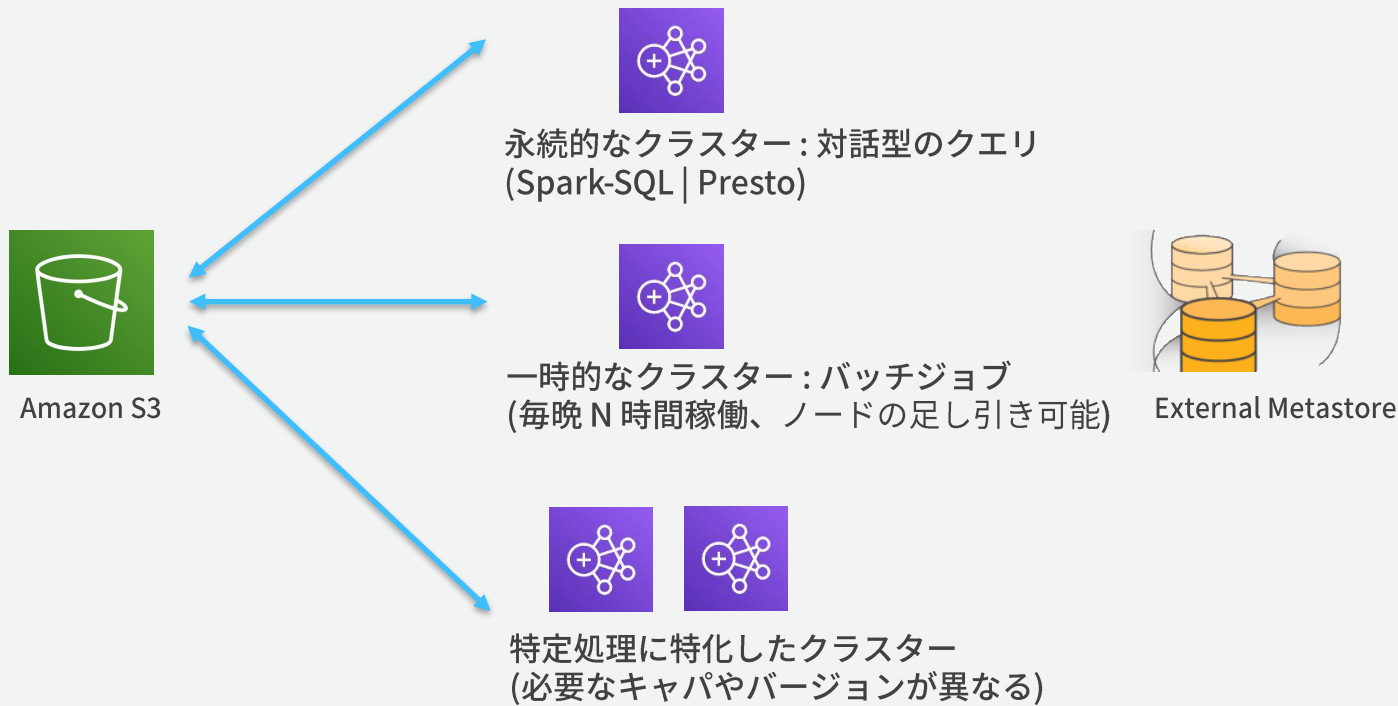 永続的なクラスター : 対話型のクエリ
(Spark-SQL | Presto)
Amazon S3
一時的なクラスター : バッチジョブ
(毎晩 N 時間稼働、ノードの足し引き可能)
External Metastore
特定処理に特化したクラスター
(必要なキャパやバージョンが異なる)